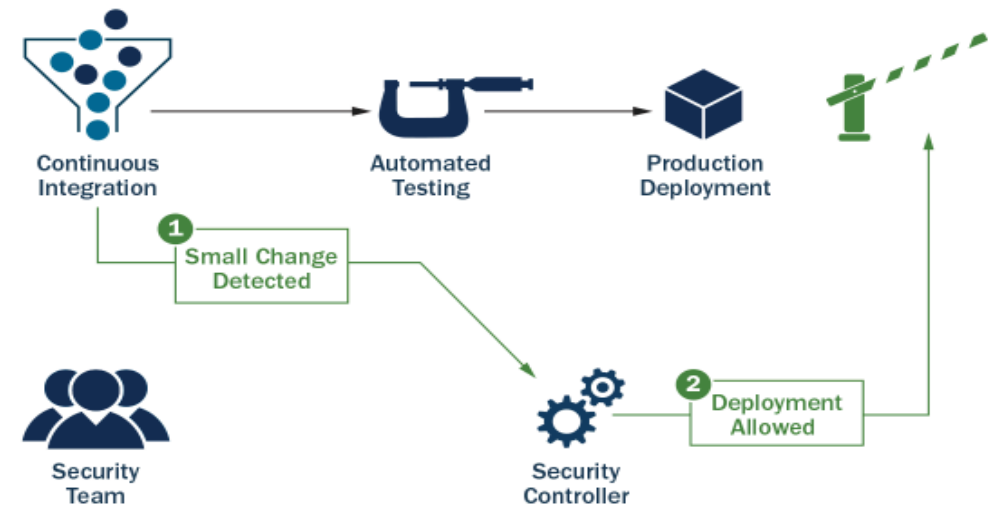 Continuous
Integration
Automated
Testing
Production
Deployment
1
Small Change
Detected
2
Deployment
Allowed
Security
Team
Security
Controller